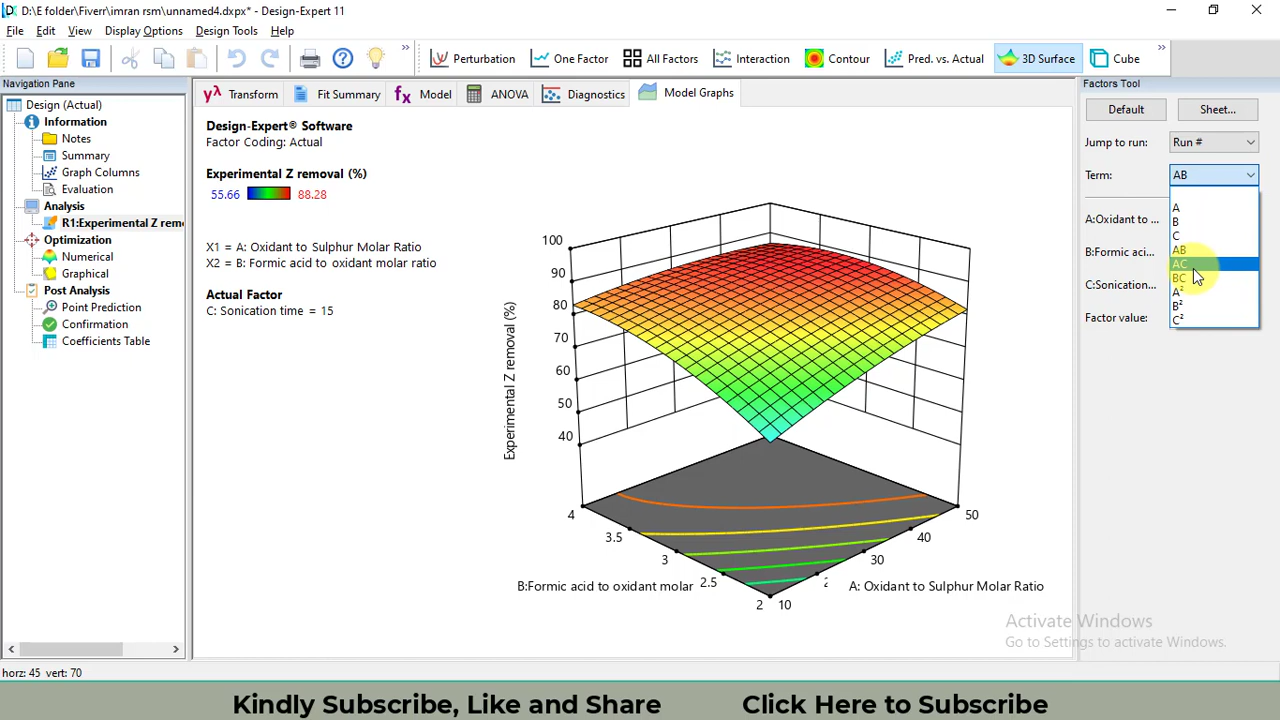 D:\E folder\Fiverr\imran rsm\unnamed4.dxpx* - Design-Expert 11
File Edit View Display Options Design Tools Help
Perturbation One Factor All Factors Interaction Contour Pred. vs. Actual 3D Surface Cube
Navigation Pane
Design (Actual)
Information
Notes
Summary
Graph Columns
Evaluation
Analysis
R1:Experimental Z remo
Optimization
Numerical
Graphical
Post Analysis
Point Prediction
Confirmation
Coefficients Table
Transform Fit Summary Model ANOVA Diagnostics Model Graphs
Design-Expert® Software
Factor Coding: Actual
Experimental Z removal (%)
55.66 88.28
X1 = A: Oxidant to Sulphur Molar Ratio
X2 = B: Formic acid to oxidant molar ratio
Actual Factor
C: Sonication time = 15
Experimental Z removal (%)
100
90
80
70
60
50
40
4
3.5
3
2.5
2
10
2
30
40
50
B:Formic acid to oxidant molar
A: Oxidant to Sulphur Molar Ratio
Factors Tool
Default Sheet...
Jump to run: Run #
Term: AB
A
B
C
AB
AC
BC
A²
B²
C²
A:Oxidant to ...
B:Formic aci...
C:Sonication...
Factor value:
Activate Windows
Go to Settings to activate Windows.
horz: 45 vert: 70
Kindly Subscribe, Like and Share Click Here to Subscribe